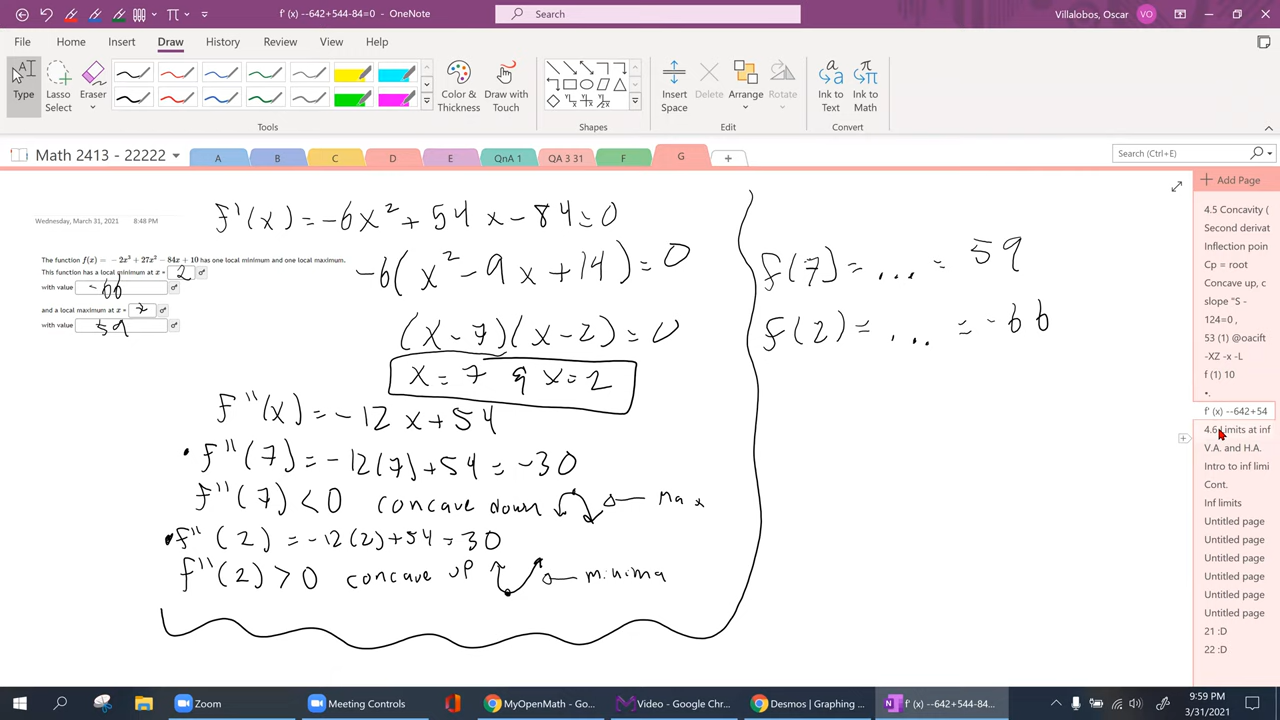 f' (x) --642+544-84=0 - OneNote
Search
Villalobos, Oscar
VO
File
Home
Insert
Draw
History
Review
View
Help
Type
Lasso Select
Eraser
Color & Thickness
Draw with Touch
Insert Space
Delete
Arrange
Rotate
Ink to Text
Ink to Math
Tools
Shapes
Edit
Convert
Math 2413 - 22222
A
B
C
D
E
QnA 1
QA 3 31
F
G
Search (Ctrl+E)
Wednesday, March 31, 2021 8:48 PM
The function f(x) = − 2x³ + 27x² − 84x + 10 has one local minimum and one local maximum.
This function has a local minimum at x = 2
with value -66
and a local maximum at x = 7
with value 59
f'(x) = -6x² + 54x - 84 = 0
-6(x² - 9x + 14) = 0
(x-7)(x-2) = 0
x = 7 & x = 2
f''(x) = -12x + 54
• f''(7) = -12(7) + 54 = -30
f''(7) < 0 concave down Max
• f''(2) = -12(2) + 54 = 30
f''(2) > 0 concave up minima
f(7) = ... = 59
f(2) = ... = -66
Add Page
4.5 Concavity (
Second derivat
Inflection poin
Cp = root
Concave up, c
slope "S -
124=0 ,
53 (1) @oacift
-XZ -x -L
f (1) 10
•.
f' (x) --642+54
4.6 Limits at inf
V.A. and H.A.
Intro to inf limi
Cont.
Inf limits
Untitled page
Untitled page
Untitled page
Untitled page
Untitled page
Untitled page
21 :D
22 :D
Zoom
Meeting Controls
MyOpenMath - Go...
Video - Google Chr...
Desmos | Graphing ...
f' (x) --642+544-84...
9:59 PM
3/31/2021